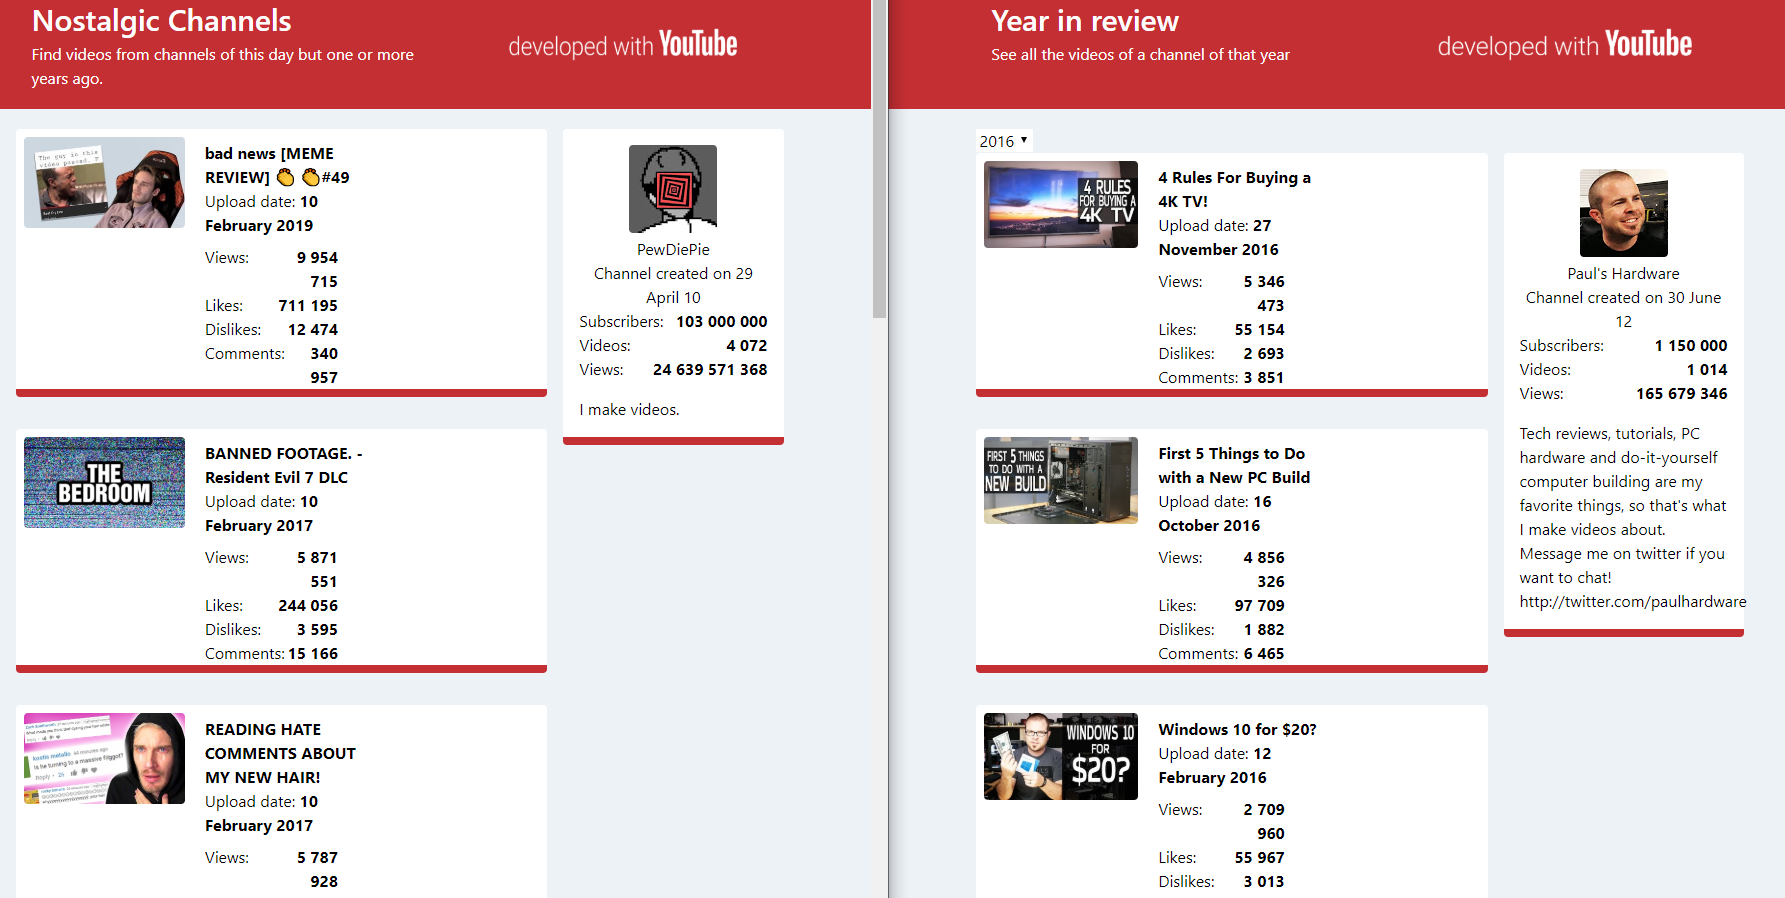 Nostalgic Channels
Find videos from channels of this day but one or more
years ago.
developed with YouTube
The guy in this
video passed. F
bad news [MEME
REVIEW] 👏 👏#49
Upload date: 10
February 2019
Views: 9 954
715
Likes: 711 195
Dislikes: 12 474
Comments: 340
957
PewDiePie
Channel created on 29
April 10
Subscribers: 103 000 000
Videos: 4 072
Views: 24 639 571 368
I make videos.
THE
BEDROOM
BANNED FOOTAGE. -
Resident Evil 7 DLC
Upload date: 10
February 2017
Views: 5 871
551
Likes: 244 056
Dislikes: 3 595
Comments: 15 166
READING HATE
COMMENTS ABOUT
MY NEW HAIR!
Upload date: 10
February 2017
Views: 5 787
928
Year in review
See all the videos of a channel of that year
developed with YouTube
2016 ▾
4 RULES
FOR BUYING A
4K TV
4 Rules For Buying a
4K TV!
Upload date: 27
November 2016
Views: 5 346
473
Likes: 55 154
Dislikes: 2 693
Comments: 3 851
Paul's Hardware
Channel created on 30 June
12
Subscribers: 1 150 000
Videos: 1 014
Views: 165 679 346
Tech reviews, tutorials, PC
hardware and do-it-yourself
computer building are my
favorite things, so that's what
I make videos about.
Message me on twitter if you
want to chat!
http://twitter.com/paulhardware
FIRST 5 THINGS
TO DO WITH A
NEW BUILD
First 5 Things to Do
with a New PC Build
Upload date: 16
October 2016
Views: 4 856
326
Likes: 97 709
Dislikes: 1 882
Comments: 6 465
WINDOWS 10
FOR
$20?
Windows 10 for $20?
Upload date: 12
February 2016
Views: 2 709
960
Likes: 55 967
Dislikes: 3 013